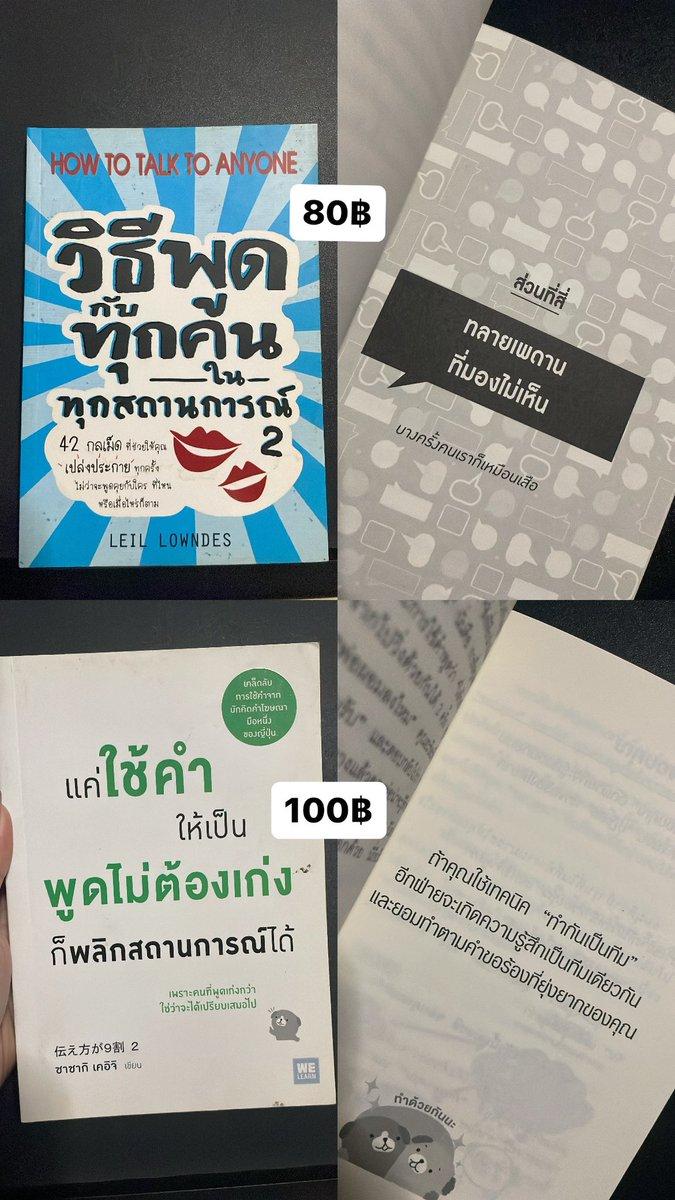 HOW TO TALK TO ANYONE
80฿
วิธีพูด
กับ
ทุกคน
ใน
ทุกสถานการณ์
2
42 กลเม็ด ที่ช่วยให้คุณ
เปล่งประกาย ทุกครั้ง
ไม่ว่าจะพูดคุยกับใคร ที่ไหน
หรือเมื่อไหร่ก็ตาม
LEIL LOWNDES
ส่วนที่สี่
ทลายเพดาน
ที่มองไม่เห็น
บางครั้งคนเราก็เหมือนเสือ
เคล็ดลับ
การใช้คำจาก
นักคิดคำโฆษณา
มือหนึ่ง
ของญี่ปุ่น
แค่ใช้คำ
ให้เป็น
100฿
พูดไม่ต้องเก่ง
ก็พลิกสถานการณ์ได้
เพราะคนที่พูดเก่งกว่า
ใช่ว่าจะได้เปรียบเสมอไป
伝え方が9割 2
ซาซากิ เคอิจิ เขียน
WE
LEARN
ถ้าคุณใช้เทคนิค “ทำกันเป็นทีม”
อีกฝ่ายจะเกิดความรู้สึกเป็นทีมเดียวกัน
และยอมทำตามคำขอร้องที่ยุ่งยากของคุณ
ทำด้วยกันนะ